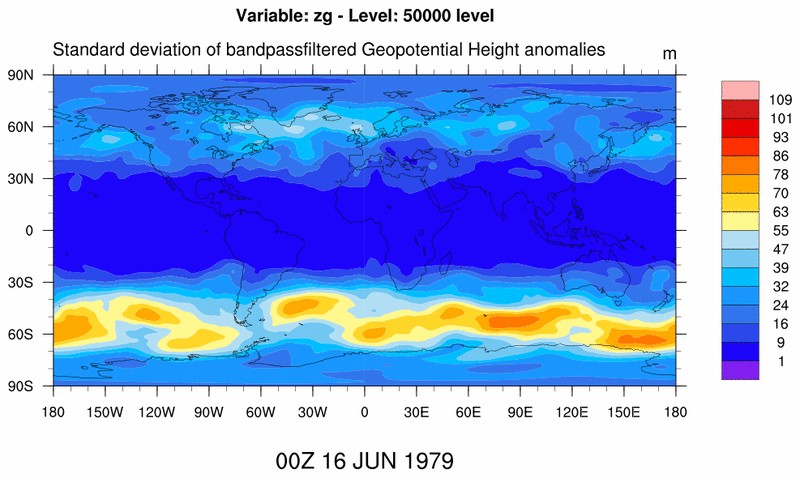 Variable: zg - Level: 50000 level
Standard deviation of bandpassfiltered Geopotential Height anomalies
m
90N
60N
30N
0
30S
60S
90S
180 150W 120W 90W 60W 30W 0 30E 60E 90E 120E 150E 180
109
101
93
86
78
70
63
55
47
39
32
24
16
9
1
00Z 16 JUN 1979